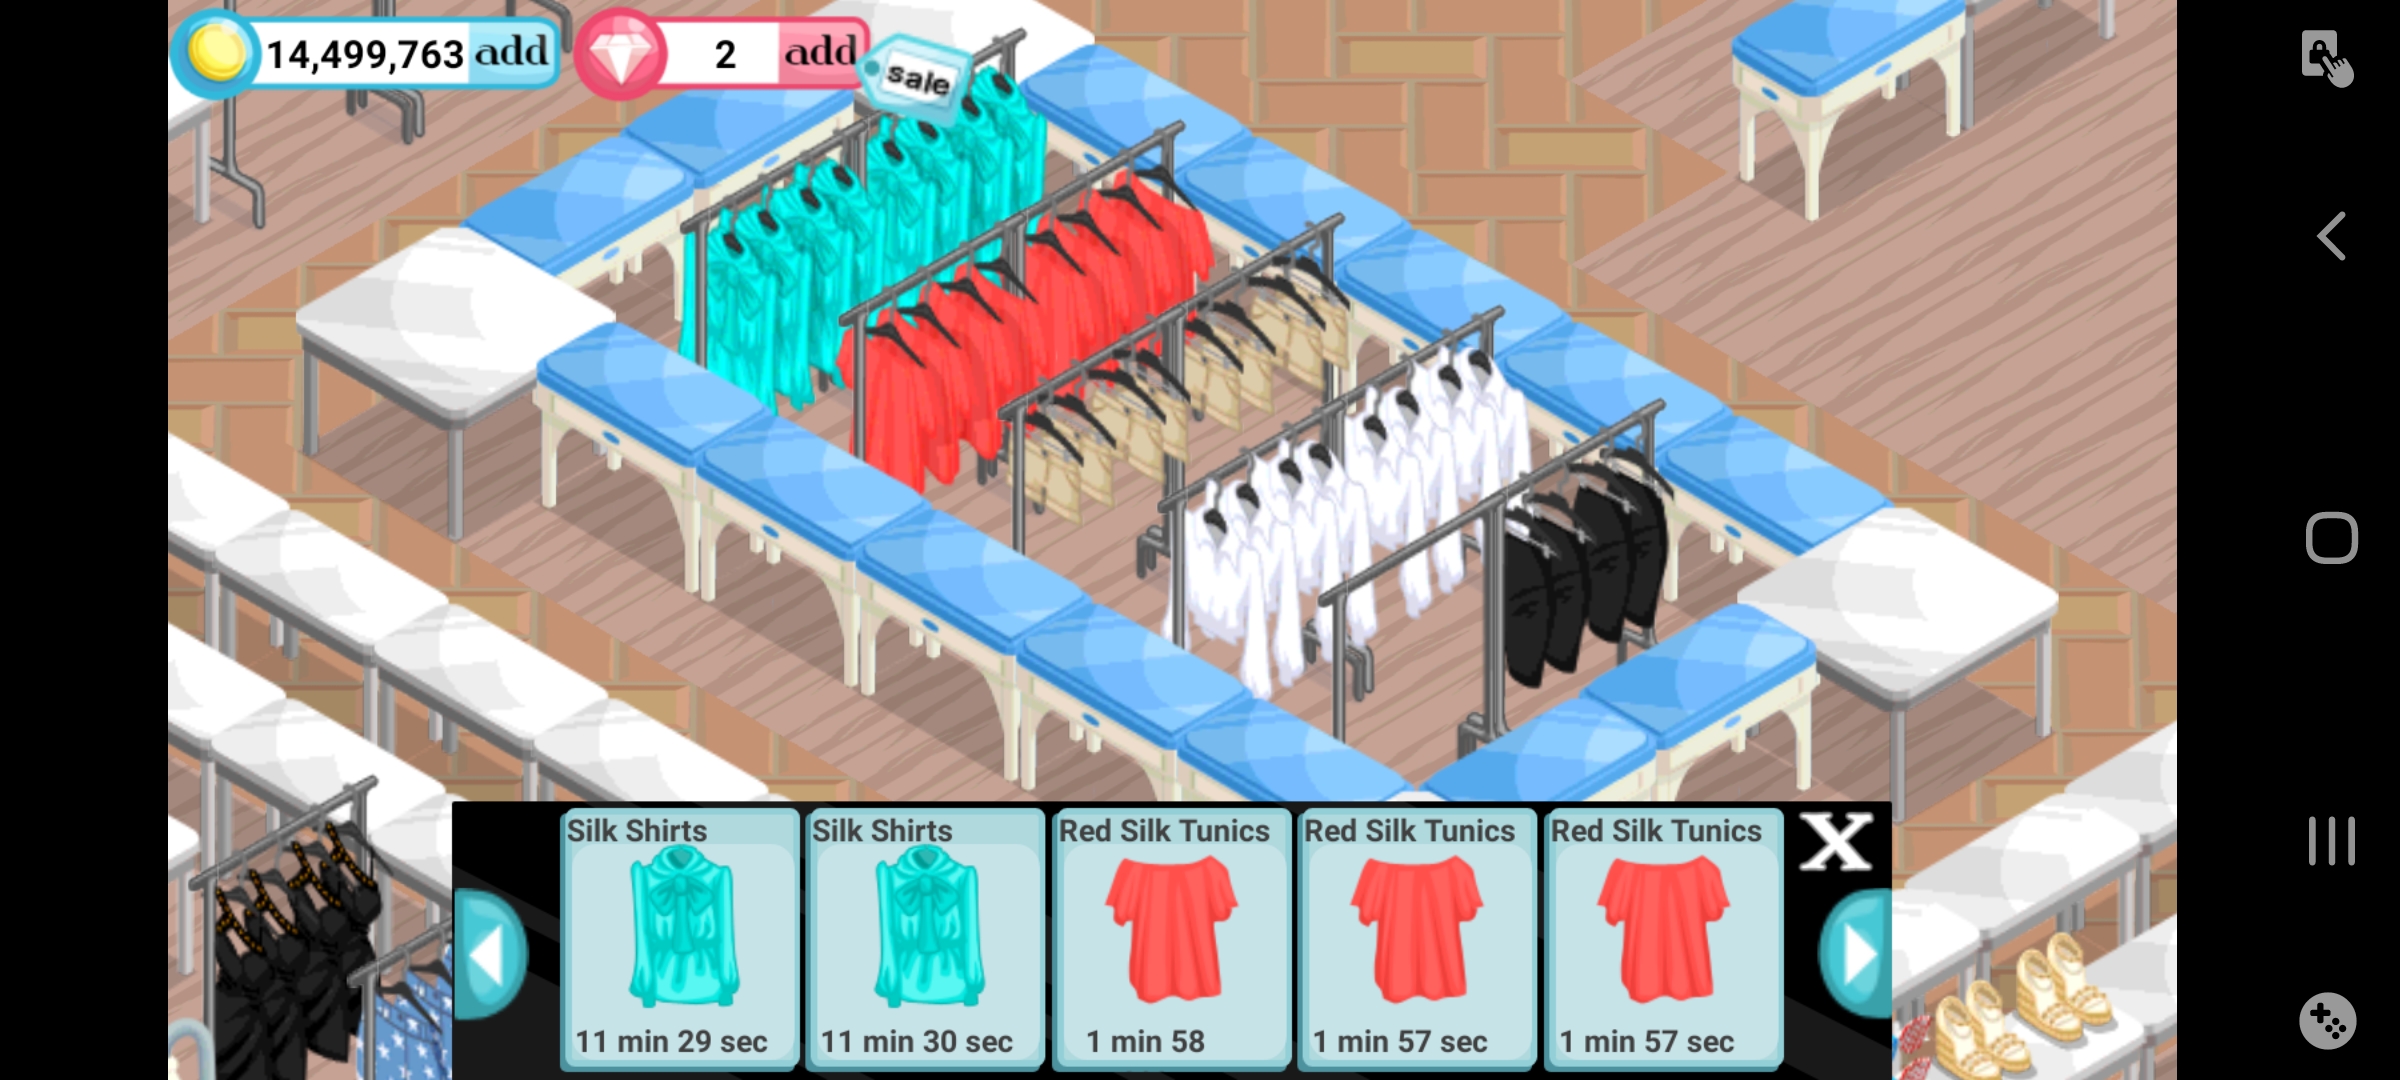 14,499,763 add
2 add
sale
Silk Shirts
11 min 29 sec
Silk Shirts
11 min 30 sec
Red Silk Tunics
1 min 58
Red Silk Tunics
1 min 57 sec
Red Silk Tunics
1 min 57 sec
X